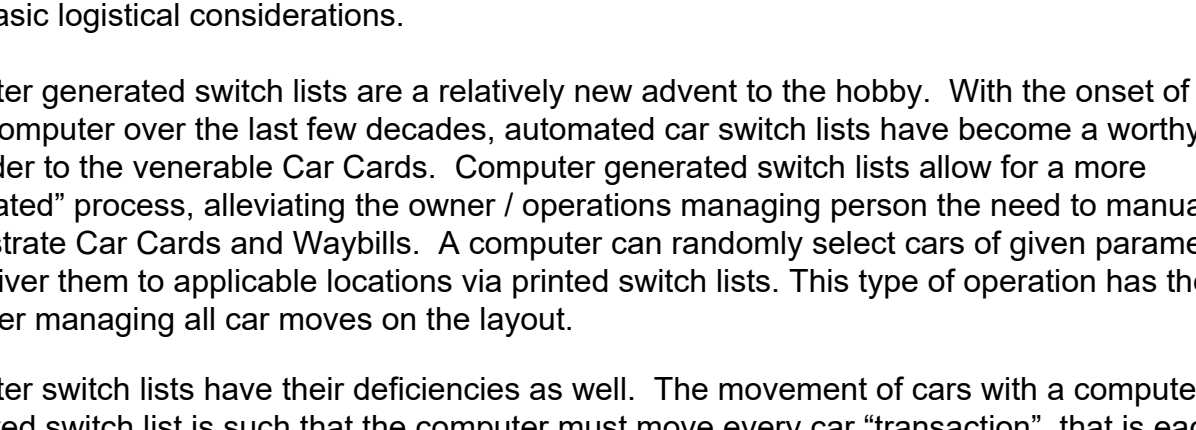 asic logistical considerations.
ter generated switch lists are a relatively new advent to the hobby.  With the onset of
omputer over the last few decades, automated car switch lists have become a worthy
der to the venerable Car Cards.  Computer generated switch lists allow for a more
ated” process, alleviating the owner / operations managing person the need to manua
strate Car Cards and Waybills.  A computer can randomly select cars of given parame
iver them to applicable locations via printed switch lists. This type of operation has the
er managing all car moves on the layout.
ter switch lists have their deficiencies as well.  The movement of cars with a compute
ed switch list is such that the computer must move every car “transaction”, that is eac